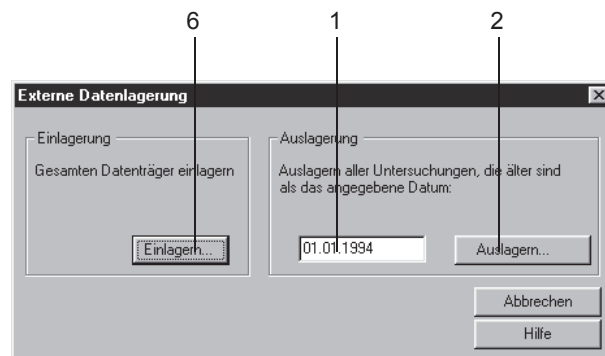 6 1 2
Externe Datenlagerung
Einlagerung
Gesamten Datenträger einlagern
Einlagern...
Auslagerung
Auslagern aller Untersuchungen, die älter sind
als das angegebene Datum:
01.01.1994
Auslagern...
Abbrechen
Hilfe